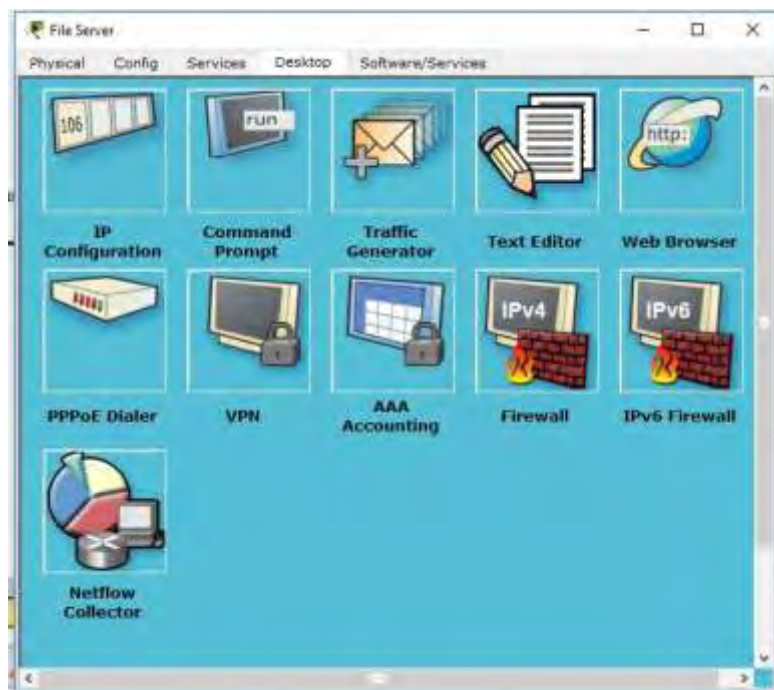 File Server
Physical Config Services Desktop Software/Services
106
run
http:
IP
Configuration
Command
Prompt
Traffic
Generator
Text Editor
Web Browser
IPv4
IPv6
PPPoE Dialer
VPN
AAA
Accounting
Firewall
IPv6 Firewall
Netflow
Collector